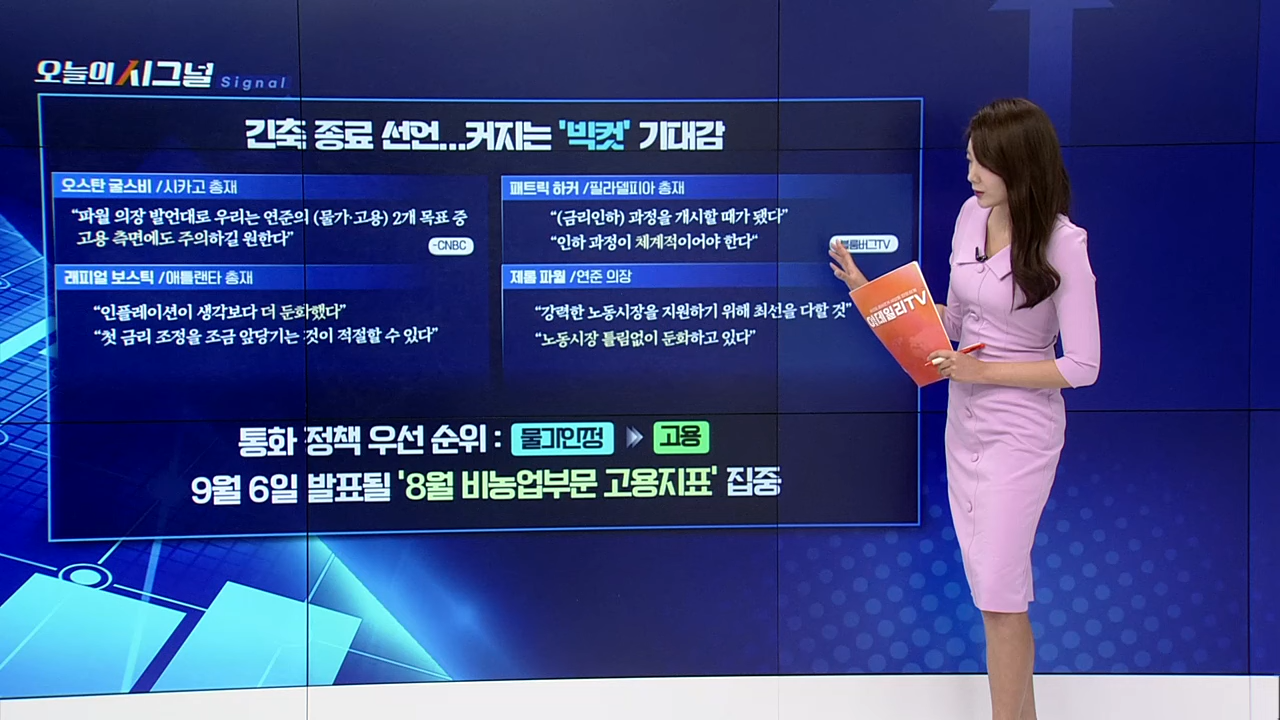 오늘의 시그널 Signal
긴축 종료 선언...커지는 '빅컷' 기대감
오스탄 굴스비 /시카고 총재
“파월 의장 발언대로 우리는 연준의 (물가·고용) 2개 목표 중
고용 측면에도 주의하길 원한다”
-CNBC
패트릭 하커 /필라델피아 총재
“(금리인하) 과정을 개시할 때가 됐다”
“인하 과정이 체계적이어야 한다“
블룸버그TV
래피얼 보스틱 /애틀랜타 총재
“인플레이션이 생각보다 더 둔화했다”
“첫 금리 조정을 조금 앞당기는 것이 적절할 수 있다”
제롬 파월 /연준 의장
“강력한 노동시장을 지원하기 위해 최선을 다할 것”
“노동시장 틀림없이 둔화하고 있다”
통화 정책 우선 순위 : 물가안정 고용
9월 6일 발표될 '8월 비농업부문 고용지표' 집중
이데일리TV